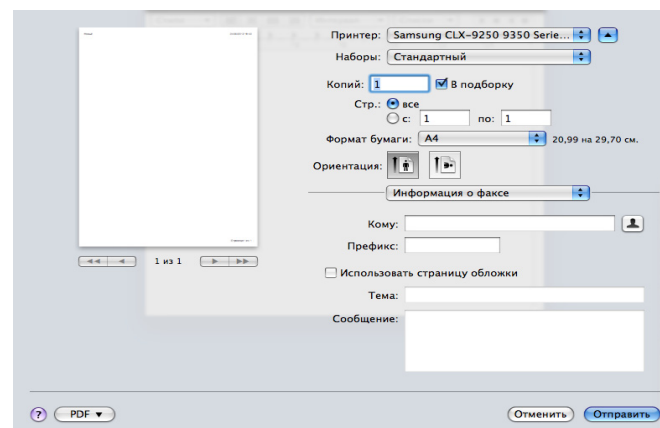 Принтер: Samsung CLX-9250 9350 Serie...
Наборы: Стандартный
Копий: 1 В подборку
Стр.: все
с: 1 по: 1
Формат бумаги: A4 20,99 на 29,70 см.
Ориентация:
Информация о факсе
Кому:
Префикс:
1 из 1
Использовать страницу обложки
Тема:
Сообщение:
? PDF Отменить Отправить